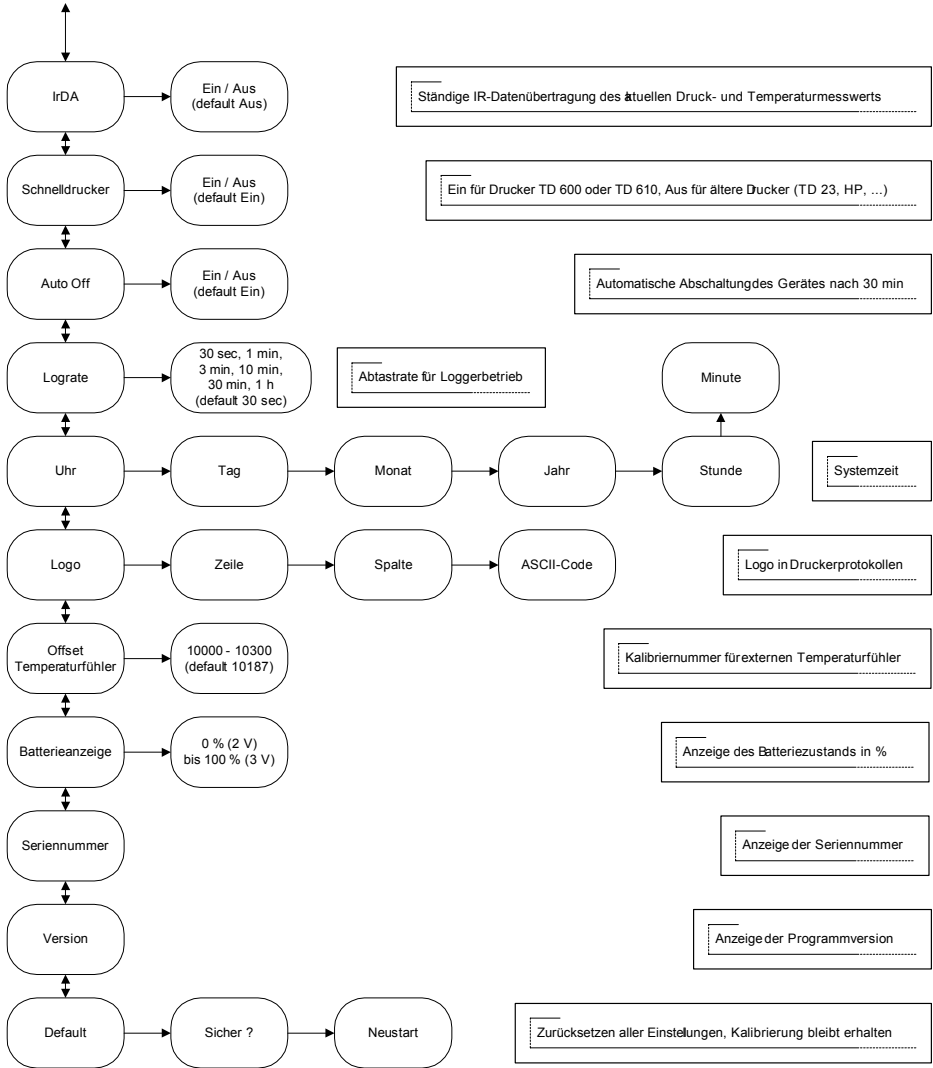 IrDA
Ein / Aus
(default Aus)
Ständige IR-Datenübertragung des aktuellen Druck- und Temperaturmesswerts
Schnelldrucker
Ein / Aus
(default Ein)
Ein für Drucker TD 600 oder TD 610, Aus für ältere Drucker (TD 23, HP, ...)
Auto Off
Ein / Aus
(default Ein)
Automatische Abschaltung des Gerätes nach 30 min
Lograte
30 sec, 1 min,
3 min, 10 min,
30 min, 1 h
(default 30 sec)
Abtastrate für Loggerbetrieb
Minute
Uhr
Tag
Monat
Jahr
Stunde
Systemzeit
Logo
Zeile
Spalte
ASCII-Code
Logo in Druckerprotokollen
Offset
Temperaturfühler
10000 - 10300
(default 10187)
Kalibriernummer für externen Temperaturfühler
Batterieanzeige
0 % (2 V)
bis 100 % (3 V)
Anzeige des Batteriezustands in %
Seriennummer
Anzeige der Seriennummer
Version
Anzeige der Programmversion
Default
Sicher ?
Neustart
Zurücksetzen aller Einstellungen, Kalibrierung bleibt erhalten